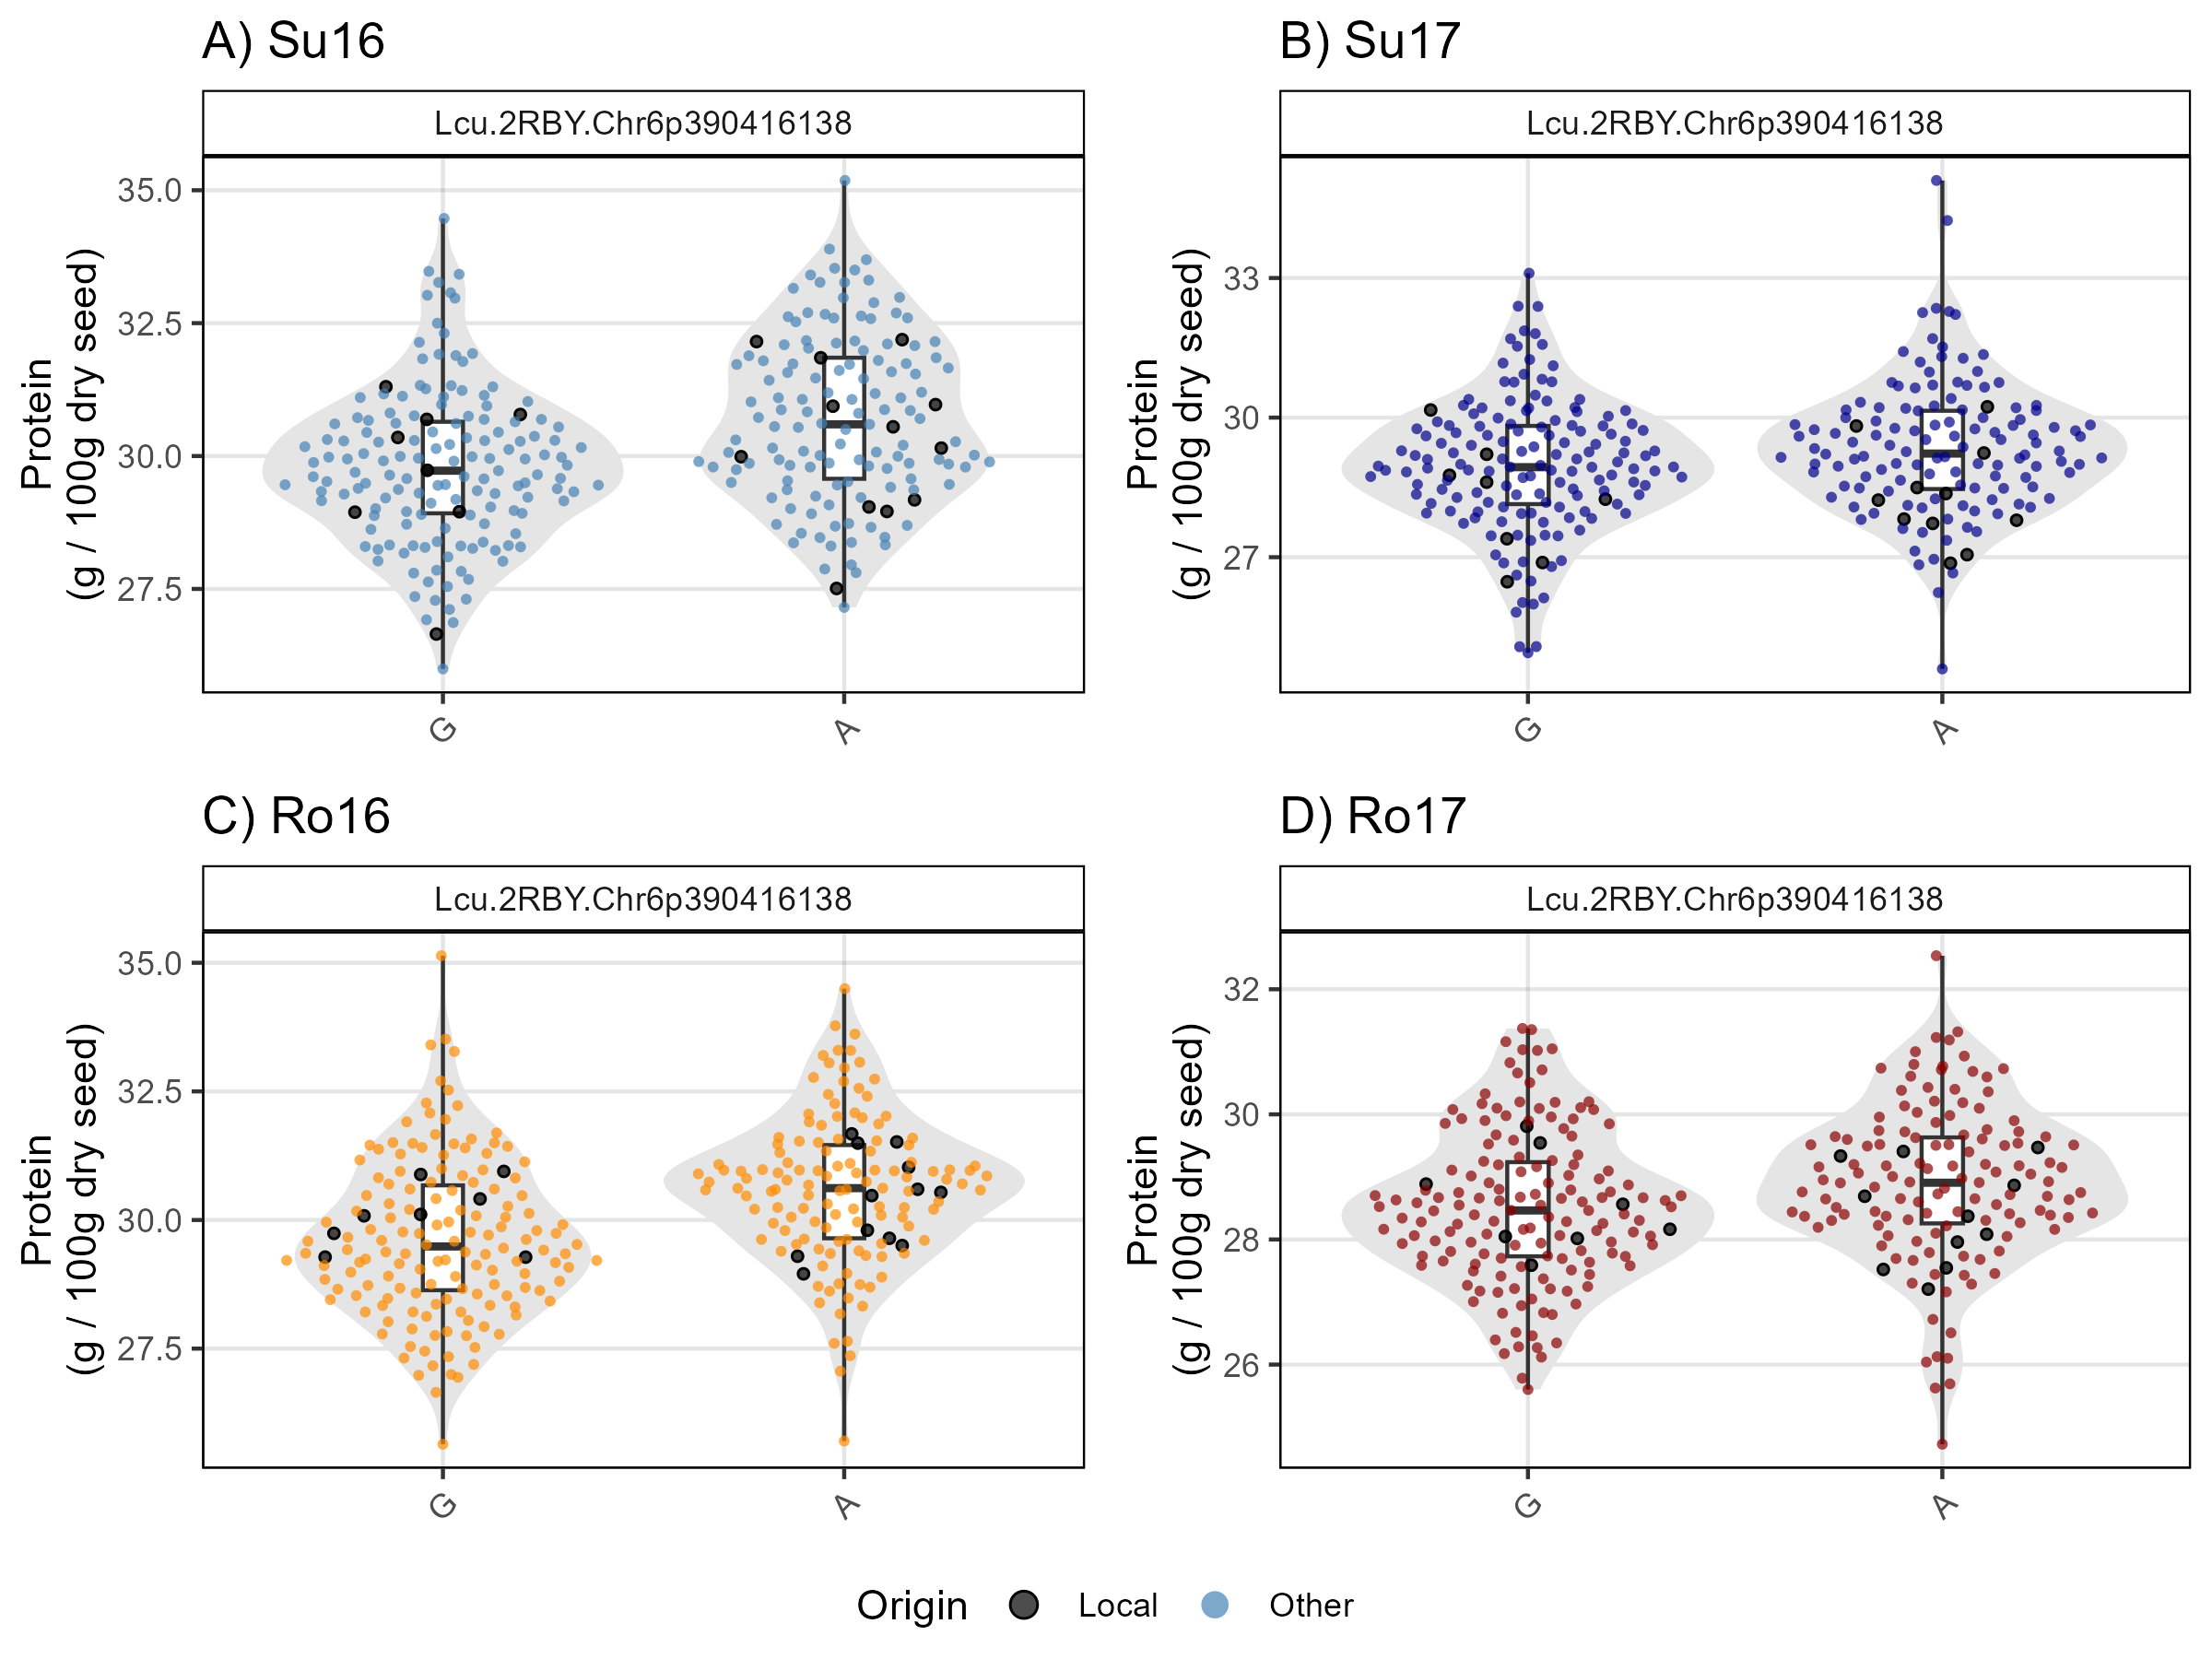 A) Su16
Lcu.2RBY.Chr6p390416138
Protein
(g / 100g dry seed)
35.0
32.5
30.0
27.5
G
A
B) Su17
Lcu.2RBY.Chr6p390416138
Protein
(g / 100g dry seed)
33
30
27
G
A
C) Ro16
Lcu.2RBY.Chr6p390416138
Protein
(g / 100g dry seed)
35.0
32.5
30.0
27.5
G
A
D) Ro17
Lcu.2RBY.Chr6p390416138
Protein
(g / 100g dry seed)
32
30
28
26
G
A
Origin Local Other